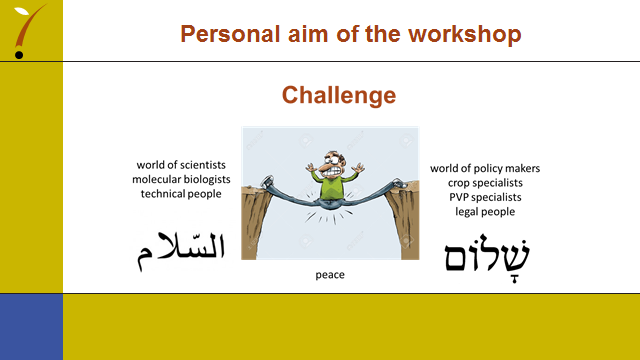 Personal aim of the workshop
Challenge
world of scientists
molecular biologists
technical people
السّلام
peace
world of policy makers
crop specialists
PVP specialists
legal people
שָׁלוֹם